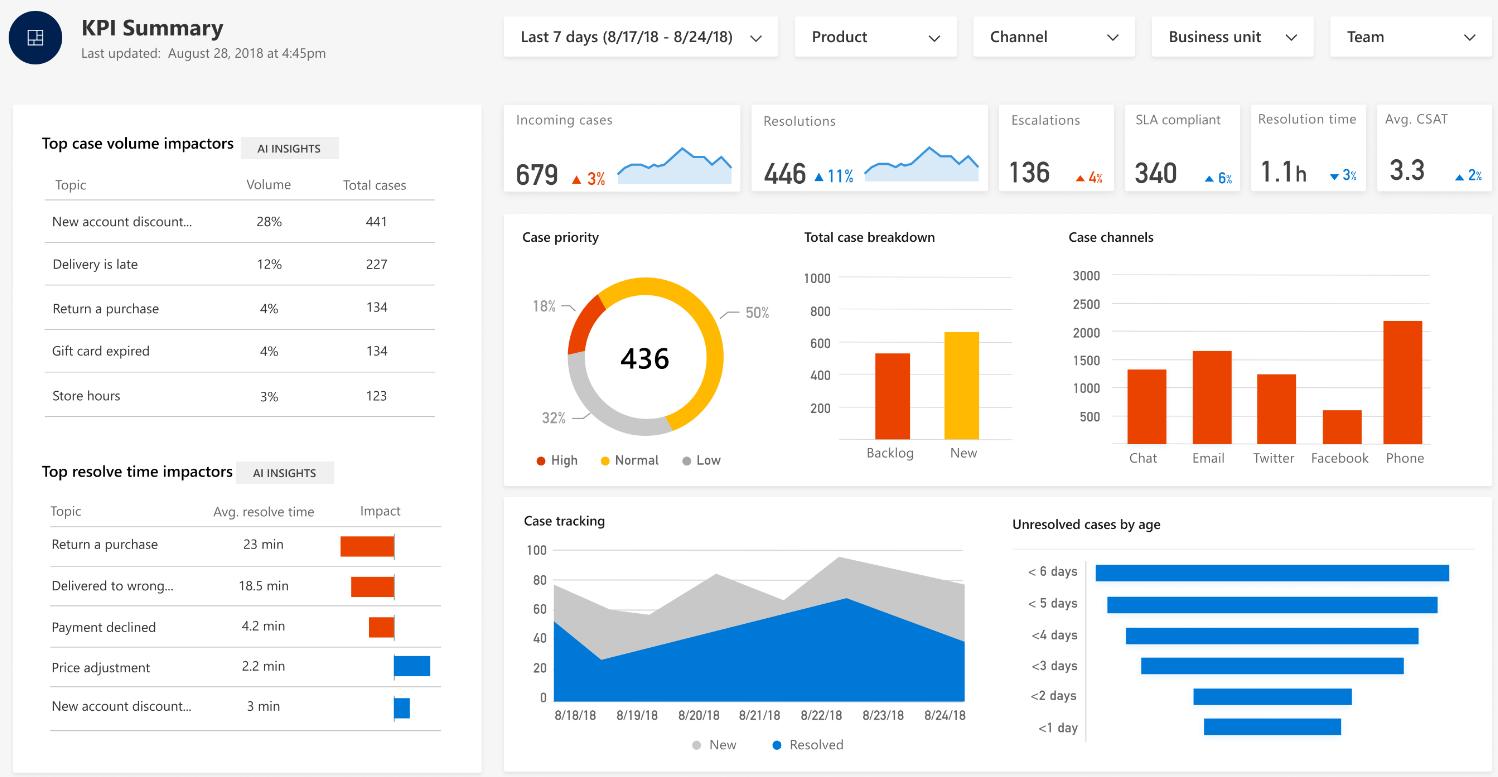 KPI Summary
Last updated: August 28, 2018 at 4:45pm
Last 7 days (8/17/18 - 8/24/18)
Product
Channel
Business unit
Team
Top case volume impactors AI INSIGHTS
Topic Volume Total cases
New account discount... 28% 441
Delivery is late 12% 227
Return a purchase 4% 134
Gift card expired 4% 134
Store hours 3% 123
Top resolve time impactors AI INSIGHTS
Topic Avg. resolve time Impact
Return a purchase 23 min
Delivered to wrong... 18.5 min
Payment declined 4.2 min
Price adjustment 2.2 min
New account discount... 3 min
Incoming cases
679 ▲ 3%
Resolutions
446 ▲ 11%
Escalations
136 ▲ 4%
SLA compliant
340 ▲ 6%
Resolution time
1.1h ▼ 3%
Avg. CSAT
3.3 ▲ 2%
Case priority
18%
50%
436
32%
High Normal Low
Total case breakdown
1000
800
600
400
200
Backlog New
Case channels
3000
2500
2000
1500
1000
500
Chat Email Twitter Facebook Phone
Case tracking
100
80
60
40
20
0
8/18/18 8/19/18 8/20/18 8/21/18 8/22/18 8/23/18 8/24/18
New Resolved
Unresolved cases by age
< 6 days
< 5 days
<4 days
<3 days
<2 days
<1 day